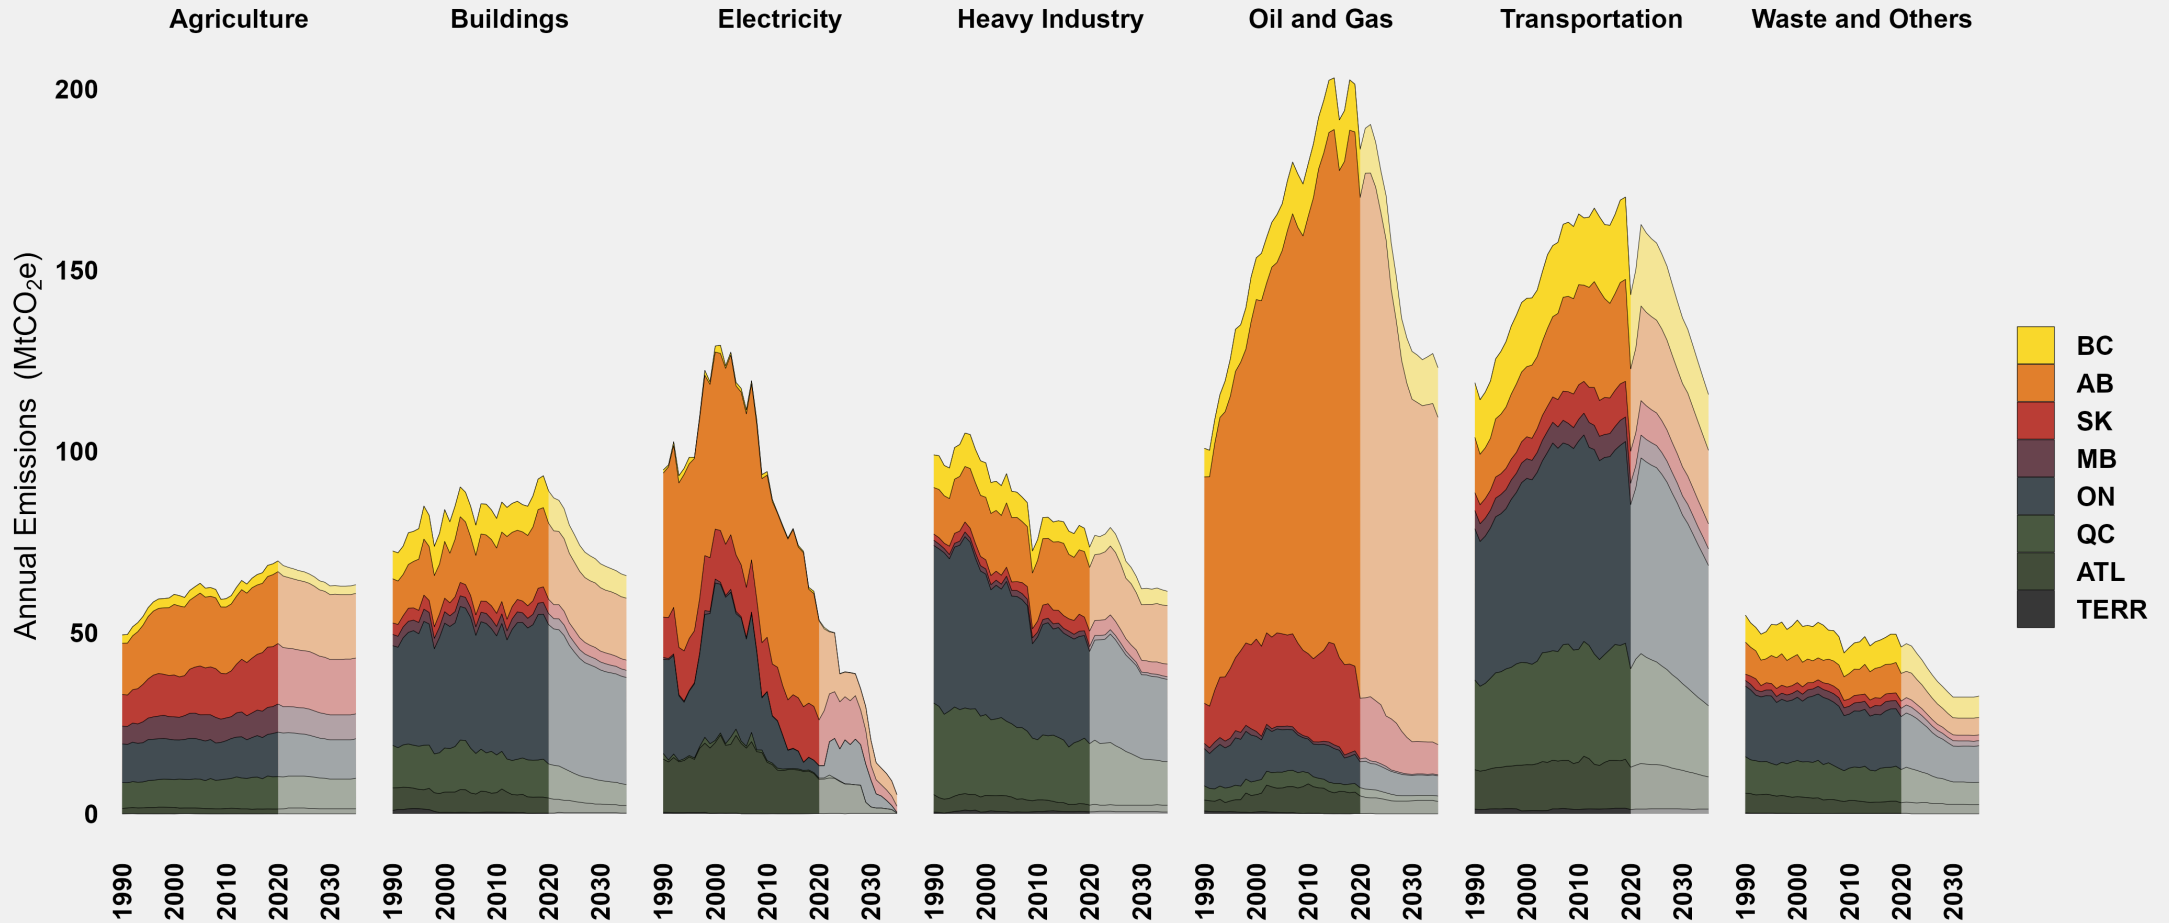 Agriculture
Buildings
Electricity
Heavy Industry
Oil and Gas
Transportation
Waste and Others
Annual Emissions (MtCO₂e)
200
150
100
50
0
1990 2000 2010 2020 2030
1990 2000 2010 2020 2030
1990 2000 2010 2020 2030
1990 2000 2010 2020 2030
1990 2000 2010 2020 2030
1990 2000 2010 2020 2030
1990 2000 2010 2020 2030
BC
AB
SK
MB
ON
QC
ATL
TERR